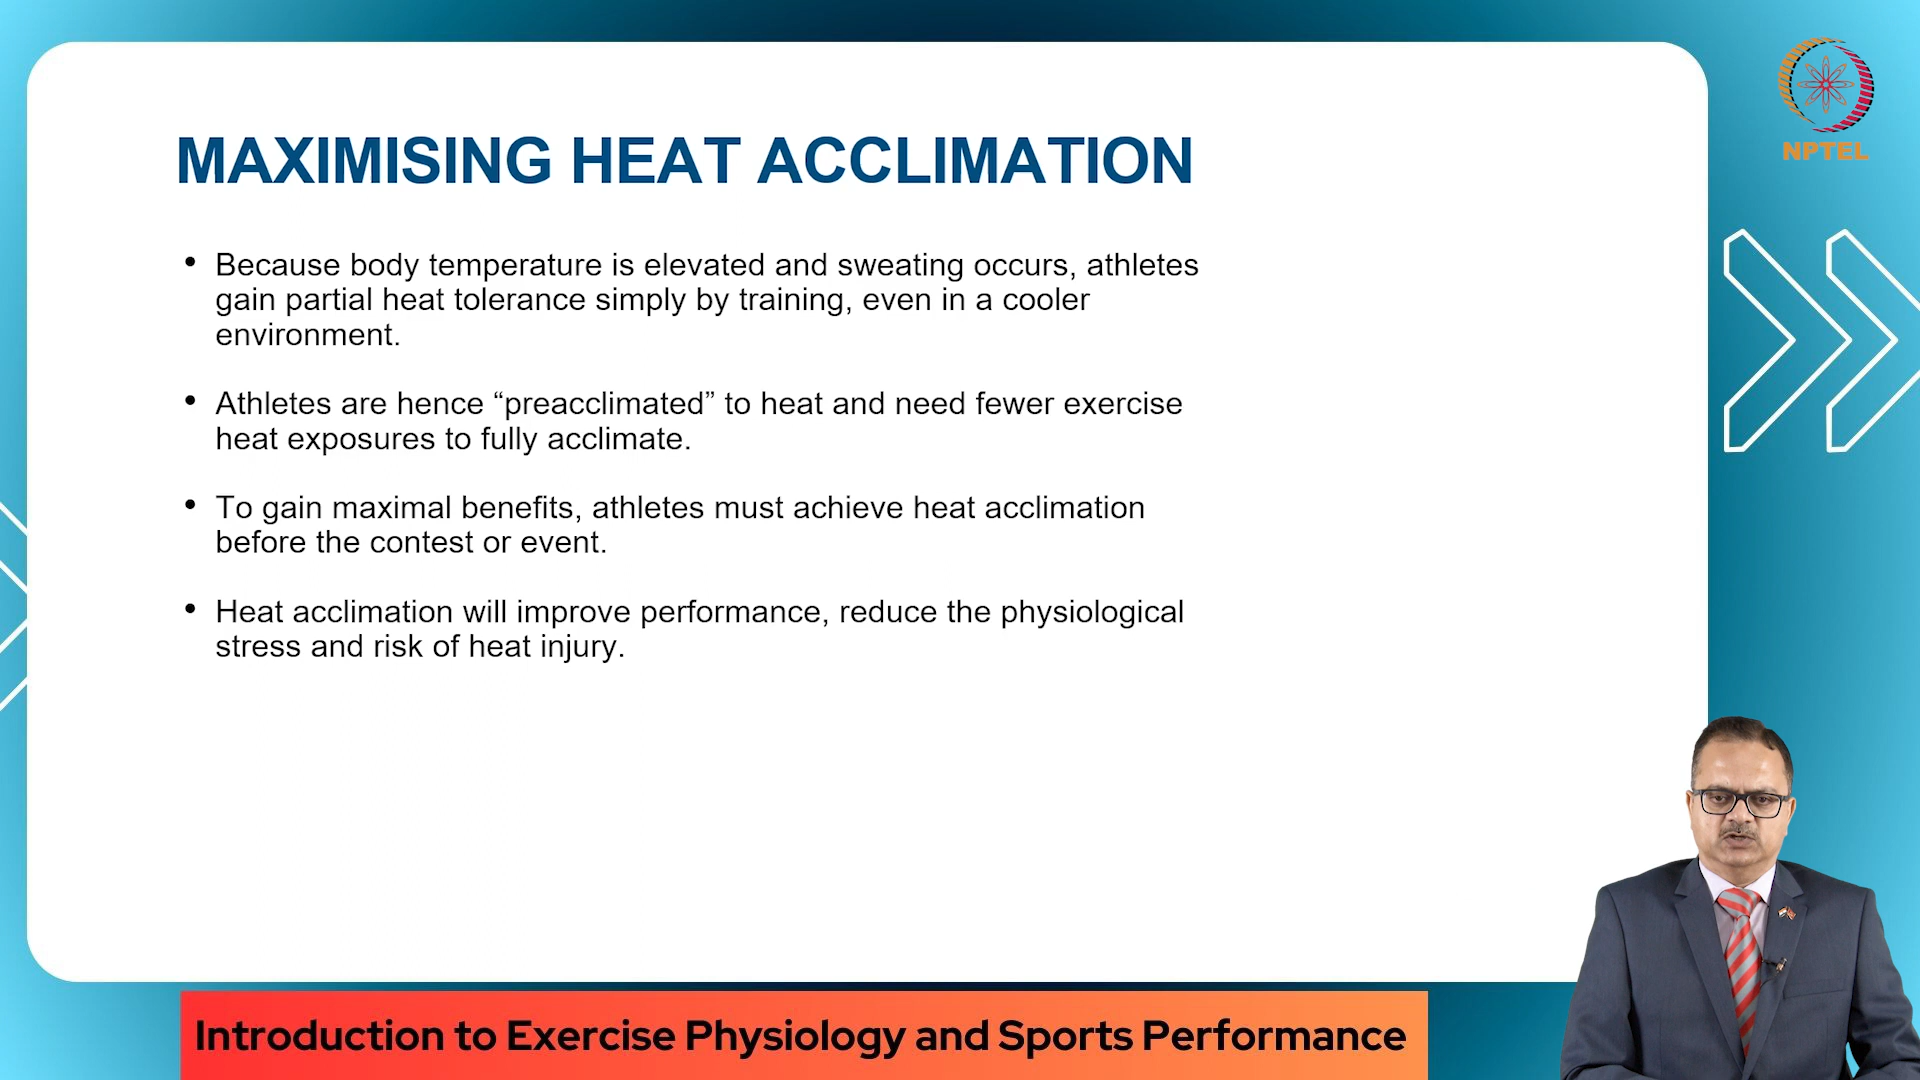 MAXIMISING HEAT ACCLIMATION
• Because body temperature is elevated and sweating occurs, athletes
gain partial heat tolerance simply by training, even in a cooler
environment.
• Athletes are hence “preacclimated” to heat and need fewer exercise
heat exposures to fully acclimate.
• To gain maximal benefits, athletes must achieve heat acclimation
before the contest or event.
• Heat acclimation will improve performance, reduce the physiological
stress and risk of heat injury.
NPTEL
Introduction to Exercise Physiology and Sports Performance